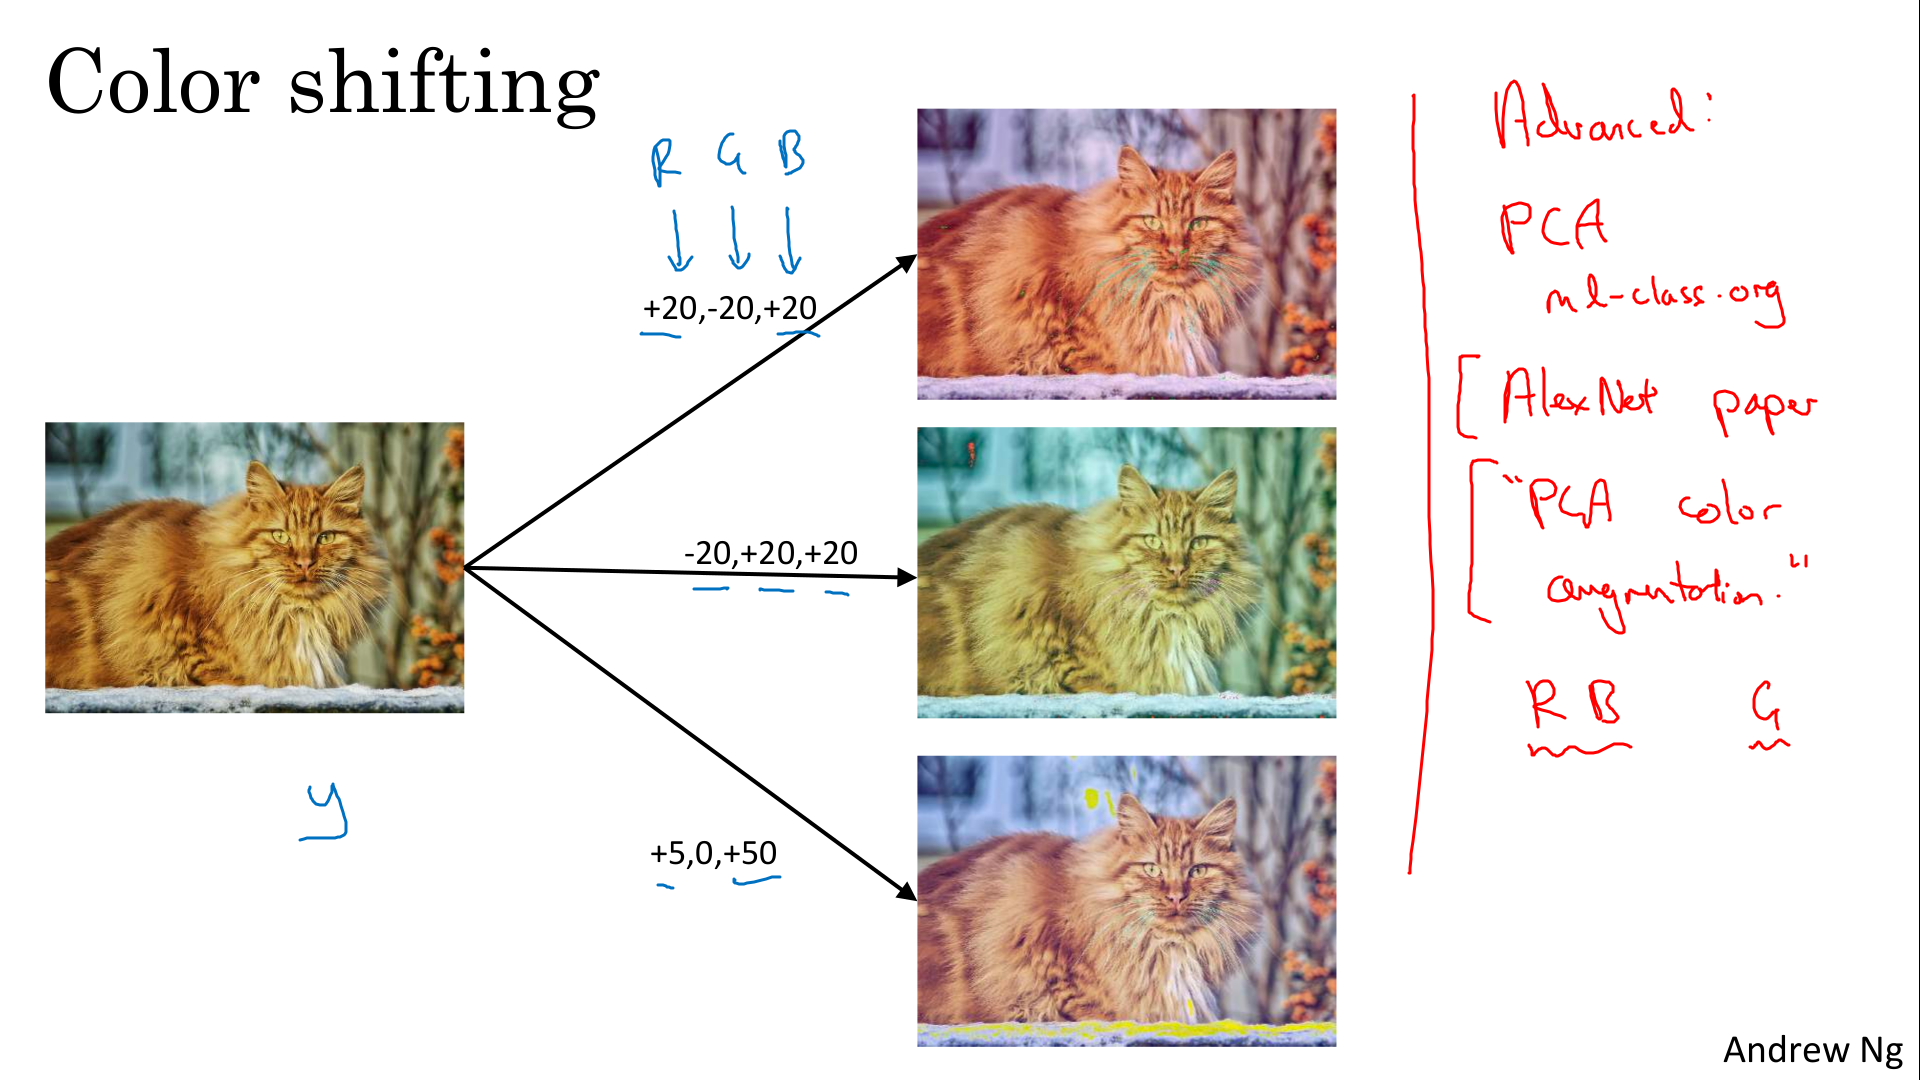 Color shifting
R G B
+20,-20,+20
-20,+20,+20
+5,0,+50
y
Advanced:
PCA
ml-class.org
AlexNet paper
"PCA color
augmentation."
R B G
Andrew Ng